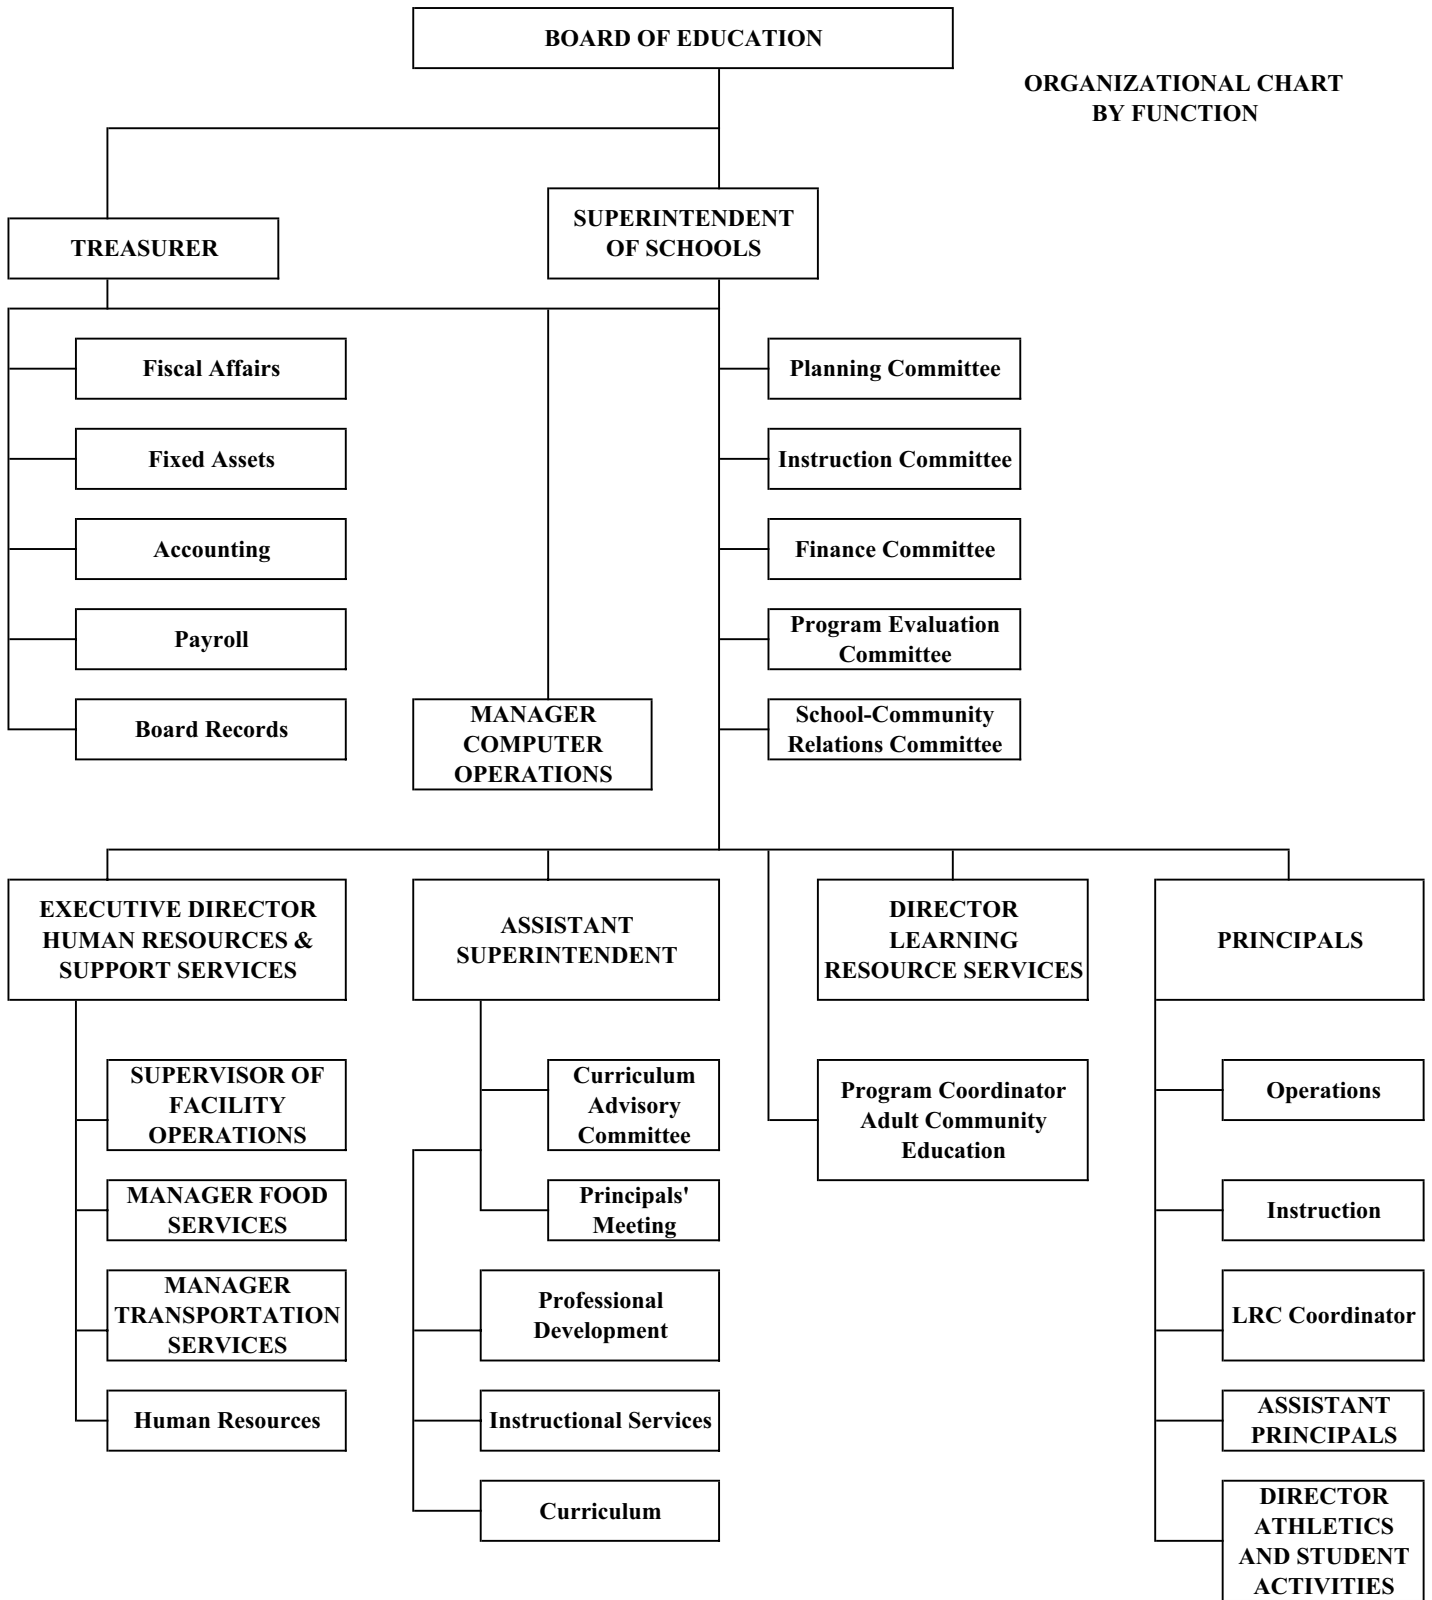 BOARD OF EDUCATION
ORGANIZATIONAL CHART
BY FUNCTION
TREASURER
SUPERINTENDENT
OF SCHOOLS
Fiscal Affairs
Planning Committee
Fixed Assets
Instruction Committee
Accounting
Finance Committee
Payroll
Program Evaluation
Committee
Board Records
MANAGER
COMPUTER
OPERATIONS
School-Community
Relations Committee
EXECUTIVE DIRECTOR
HUMAN RESOURCES &
SUPPORT SERVICES
ASSISTANT
SUPERINTENDENT
DIRECTOR
LEARNING
RESOURCE SERVICES
PRINCIPALS
SUPERVISOR OF
FACILITY
OPERATIONS
Curriculum
Advisory
Committee
Program Coordinator
Adult Community
Education
Operations
MANAGER FOOD
SERVICES
Principals'
Meeting
Instruction
MANAGER
TRANSPORTATION
SERVICES
Professional
Development
LRC Coordinator
Human Resources
Instructional Services
ASSISTANT
PRINCIPALS
Curriculum
DIRECTOR
ATHLETICS
AND STUDENT
ACTIVITIES